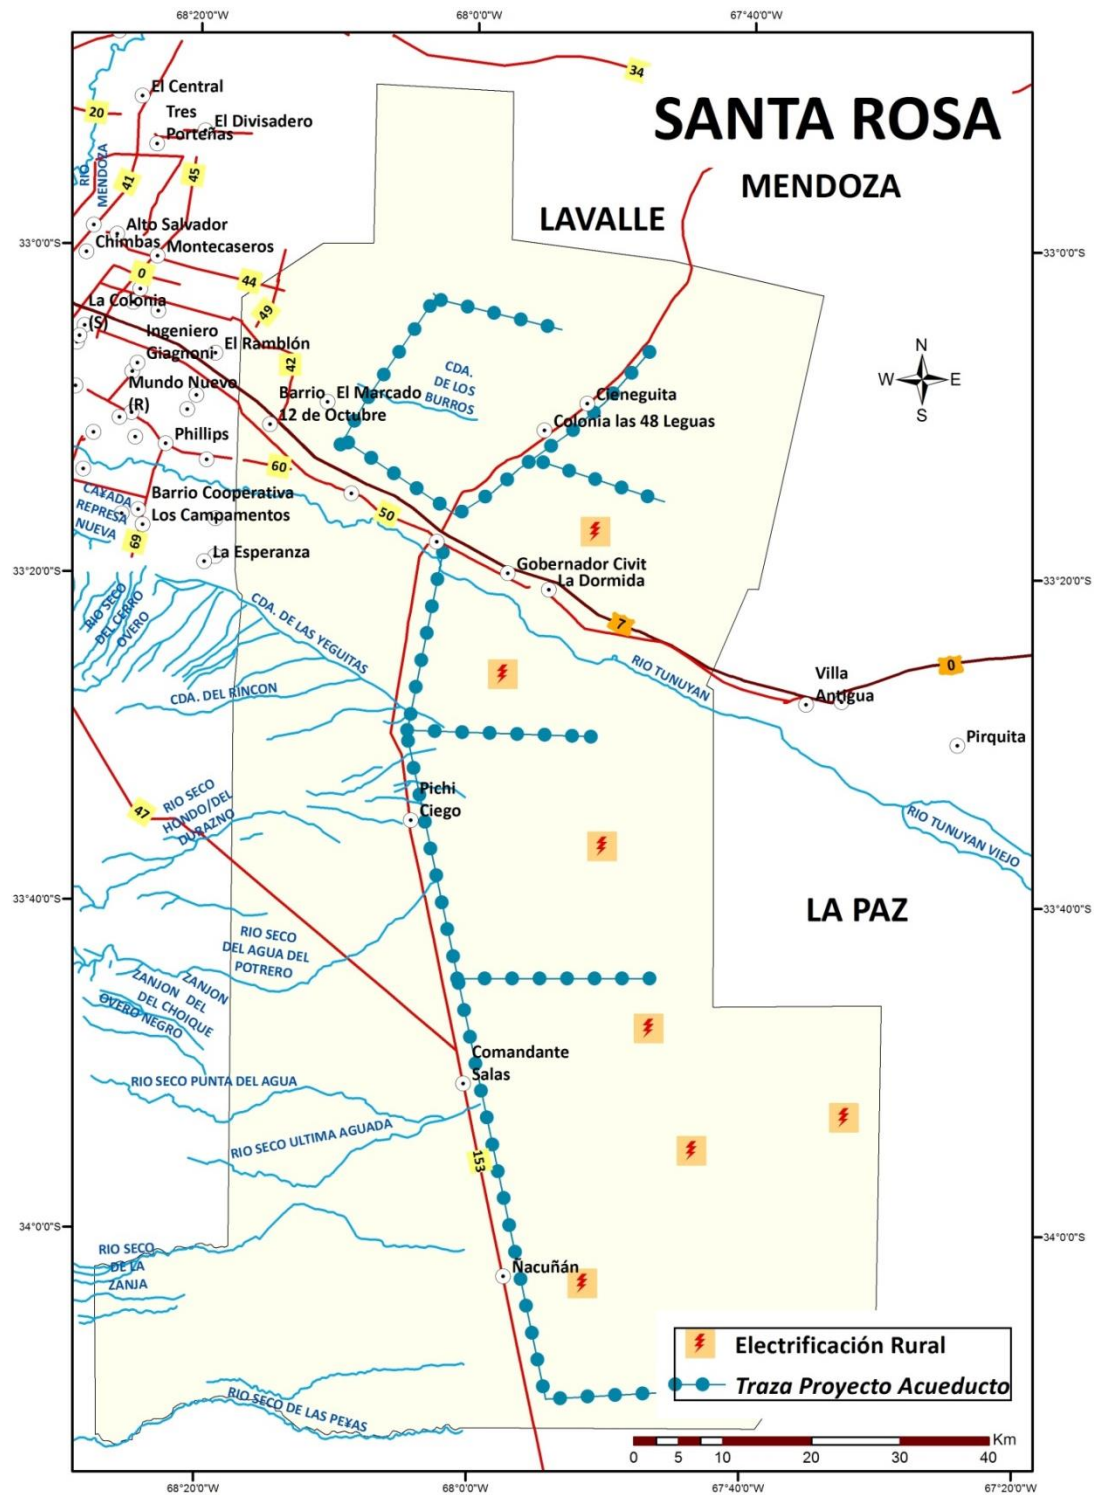 68°20'0"W
68°0'0"W
67°40'0"W
34
El Central
20
Tres
Porteñas
El Divisadero
SANTA ROSA
RIO
MENDOZA
41
45
MENDOZA
LAVALLE
Alto Salvador
33°0'0"S
Chimbas
Montecaseros
33°0'0"S
0
44
La Colonia
(S)
49
Ingeniero
Giagnoni
El Ramblón
42
N
W
E
S
CDA.
DE LOS
BURROS
Mundo Nuevo
(R)
Barrio
12 de Octubre
El Marcado
Cieneguita
Colonia las 48 Leguas
Phillips
60
CAYADA
REPRESA
NUEVA
Barrio Cooperativa
Los Campamentos
50
69
La Esperanza
33°20'0"S
Gobernador Civit
La Dormida
33°20'0"S
RIO SECO
DEL CERRO
OVERO
CDA. DE LAS YEGUITAS
7
RIO TUNUYAN
0
Villa
Antigua
CDA. DEL RINCON
Pirquita
47
RIO SECO
HONDO/DEL
DURAZNO
Pichi
Ciego
RIO TUNUYAN VIEJO
33°40'0"S
LA PAZ
33°40'0"S
RIO SECO
DEL AGUA DEL
POTRERO
ZANJON
ZANJON DEL
DEL CHOIQUE
OVERO NEGRO
Comandante
Salas
RIO SECO PUNTA DEL AGUA
RIO SECO ULTIMA AGUADA
153
34°0'0"S
34°0'0"S
RIO SECO
DE LA
ZANJA
Ñacuñán
Electrificación Rural
Traza Proyecto Acueducto
RIO SECO DE LAS PEYAS
Km
0 5 10 20 30 40
68°20'0"W
68°0'0"W
67°40'0"W
67°20'0"W